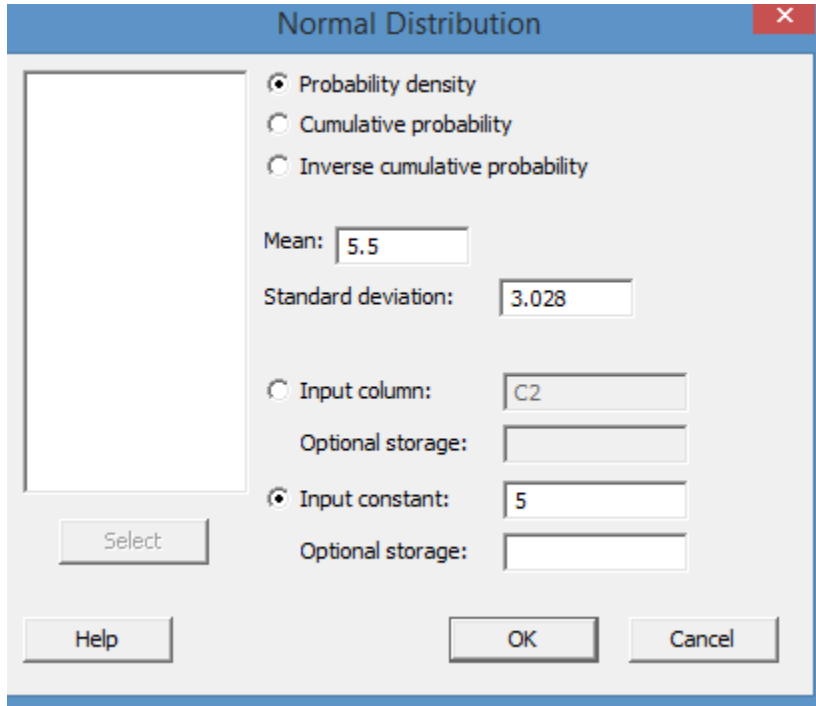 Normal Distribution
Probability density
Cumulative probability
Inverse cumulative probability
Mean: 5.5
Standard deviation: 3.028
Input column: C2
Optional storage:
Input constant: 5
Optional storage:
Select
Help OK Cancel